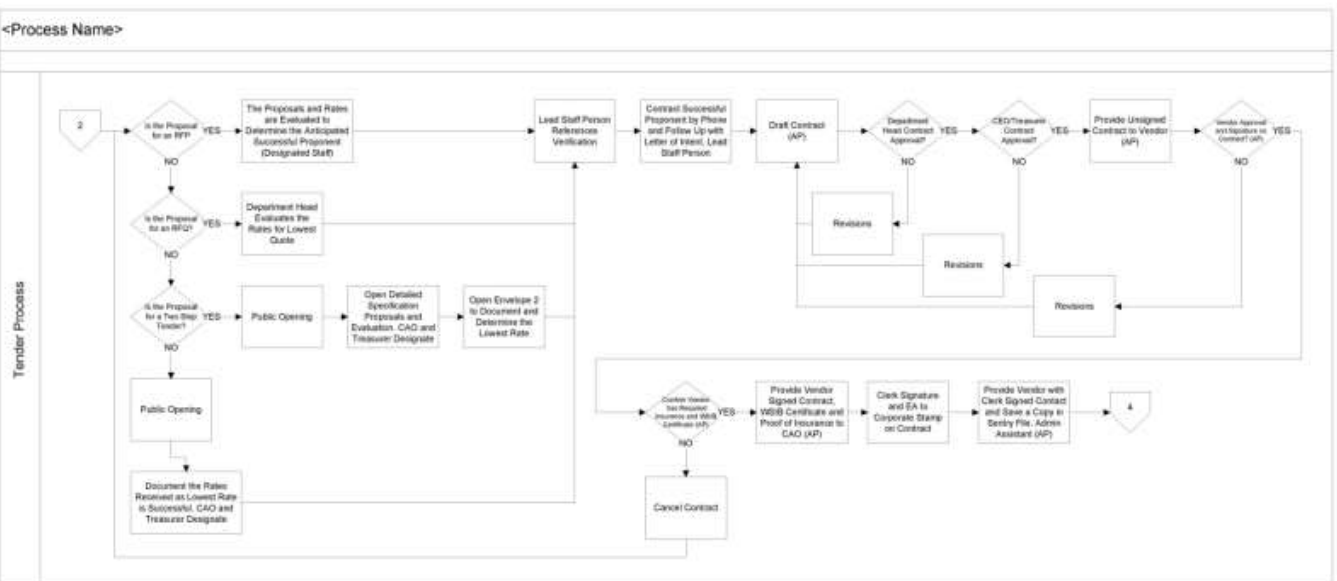 <Process Name>
Tender Process
2
Is the Proposal
for an RFP
YES
NO
The Proposals and Rates
are Evaluated to
Determine the Anticipated
Successful Proponent
(Designated Staff)
Lead Staff Person
References
Verification
Contract Successful
Proponent by Phone
and Follow Up with
Letter of Intent, Lead
Staff Person
Draft Contract
(AP)
Department
Head Contract
Approval?
YES
NO
CEO/Treasurer
Contract
Approval?
YES
NO
Provide Unsigned
Contract to Vendor
(AP)
Vendor Approval
and Signature on
Contract? (AP)
YES
NO
Is the Proposal
for an RFQ?
YES
NO
Department Head
Evaluates the
Rates for Lowest
Quote
Revisions
Revisions
Revisions
Is the Proposal
for a Two Step
Tender?
YES
NO
Public Opening
Open Detailed
Specification
Proposals and
Evaluation. CAO and
Treasurer Designate
Open Envelope 2
to Document and
Determine the
Lowest Rate
Public Opening
Document the Rates
Received as Lowest Rate
is Successful. CAO and
Treasurer Designate
Confirm Vendor
has Required
Insurance and WSIB
Certificate (AP)
YES
NO
Provide Vendor
Signed Contract,
WSIB Certificate and
Proof of Insurance to
CAO (AP)
Clerk Signature
and EA to
Corporate Stamp
on Contract
Provide Vendor with
Clerk Signed Contact
and Save a Copy in
Sentry File. Admin
Assistant (AP)
4
Cancel Contract